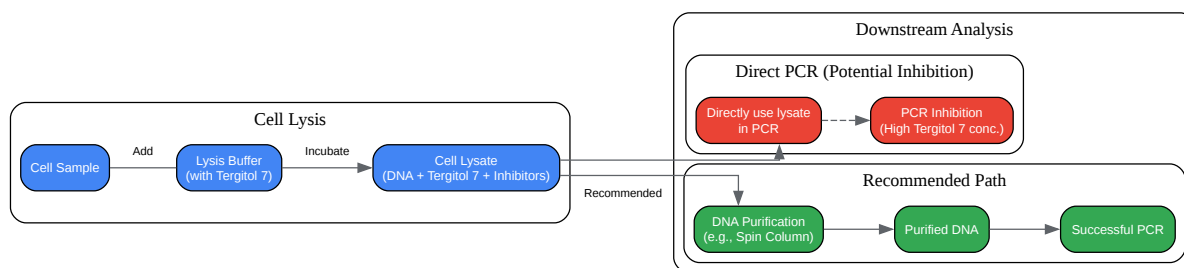 Downstream Analysis
Direct PCR (Potential Inhibition)
Directly use lysate
in PCR
PCR Inhibition
(High Tergitol 7 conc.)
Cell Lysis
Cell Sample
Add
Lysis Buffer
(with Tergitol 7)
Incubate
Cell Lysate
(DNA + Tergitol 7 + Inhibitors)
Recommended
Recommended Path
DNA Purification
(e.g., Spin Column)
Purified DNA
Successful PCR